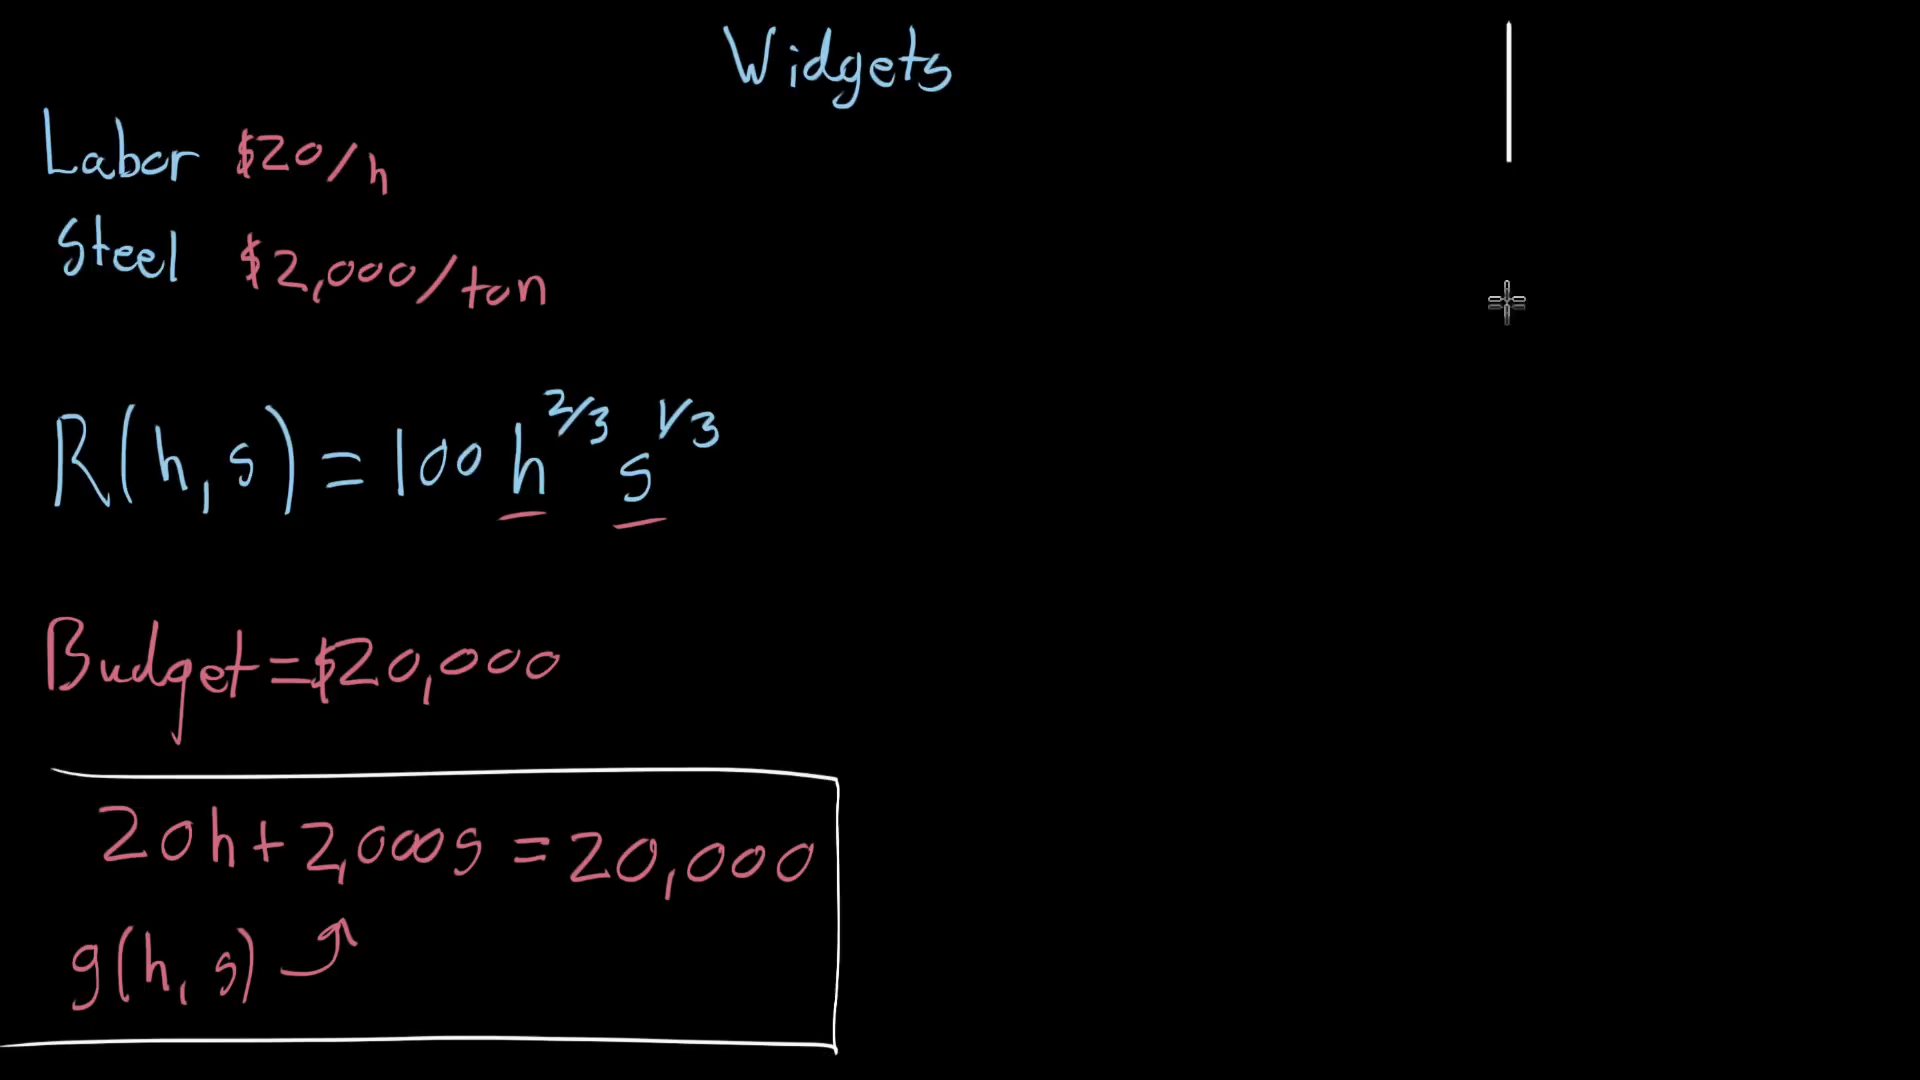 Widgets
Labor $20/h
Steel $2,000/ton
R(h,s)=100h^{2/3} s^{1/3}
Budget=$20,000
20h+2,000s=20,000
g(h,s)